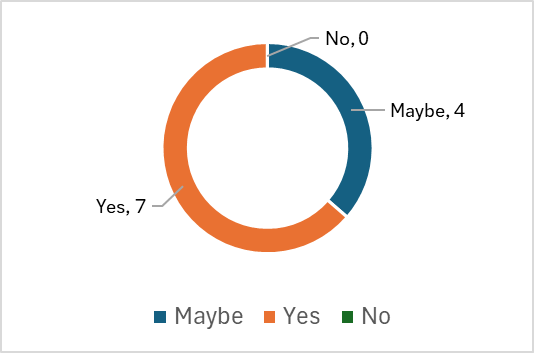 No, 0
Maybe, 4
Yes, 7
Maybe Yes No